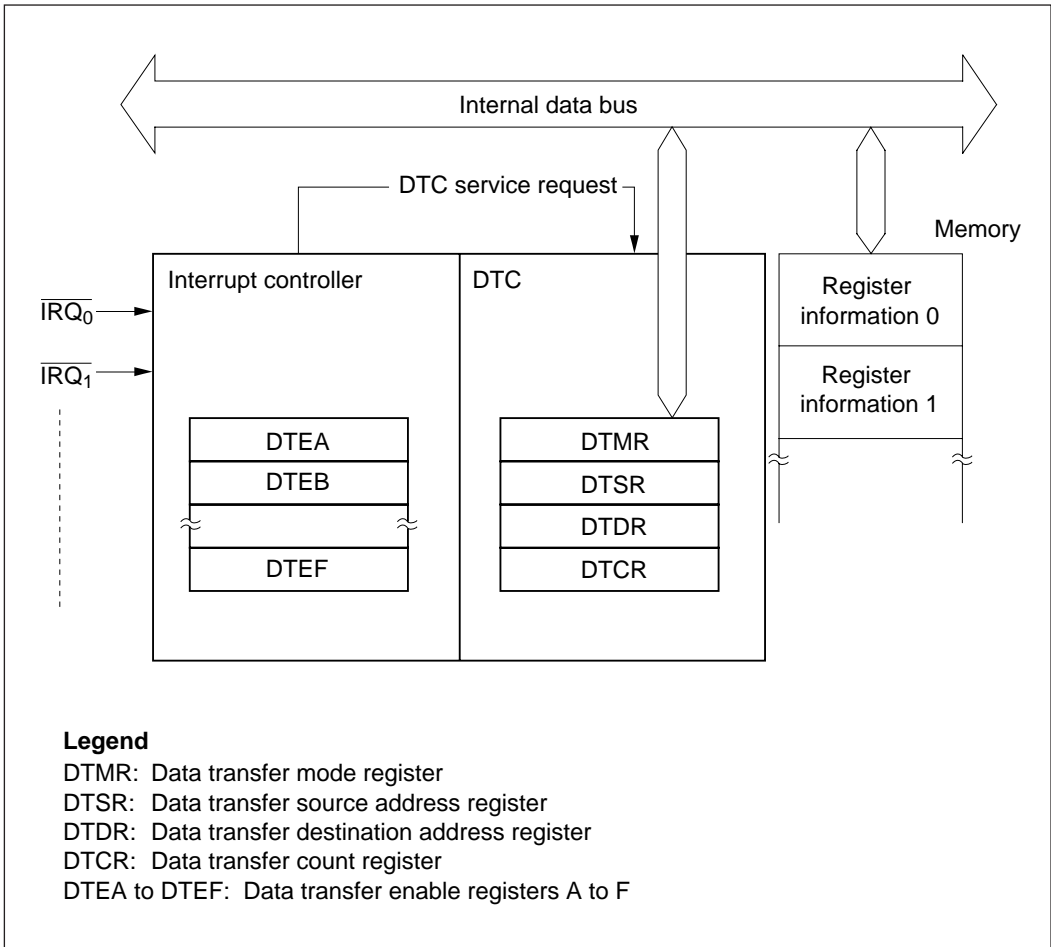 Internal data bus
DTC service request
Memory
Interrupt controller
DTC
Register
information 0
IRQ0
IRQ1
Register
information 1
DTEA
DTEB
DTEF
DTMR
DTSR
DTDR
DTCR
Legend
DTMR: Data transfer mode register
DTSR: Data transfer source address register
DTDR: Data transfer destination address register
DTCR: Data transfer count register
DTEA to DTEF: Data transfer enable registers A to F